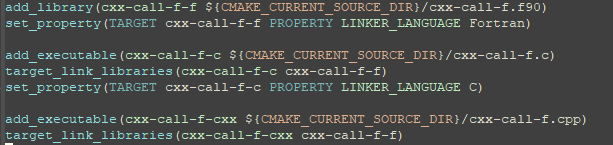 add_library(cxx-call-f-f ${CMAKE_CURRENT_SOURCE_DIR}/cxx-call-f.f90)
set_property(TARGET cxx-call-f-f PROPERTY LINKER_LANGUAGE Fortran)
add_executable(cxx-call-f-c ${CMAKE_CURRENT_SOURCE_DIR}/cxx-call-f.c)
target_link_libraries(cxx-call-f-c cxx-call-f-f)
set_property(TARGET cxx-call-f-c PROPERTY LINKER_LANGUAGE C)
add_executable(cxx-call-f-cxx ${CMAKE_CURRENT_SOURCE_DIR}/cxx-call-f.cpp)
target_link_libraries(cxx-call-f-cxx cxx-call-f-f)